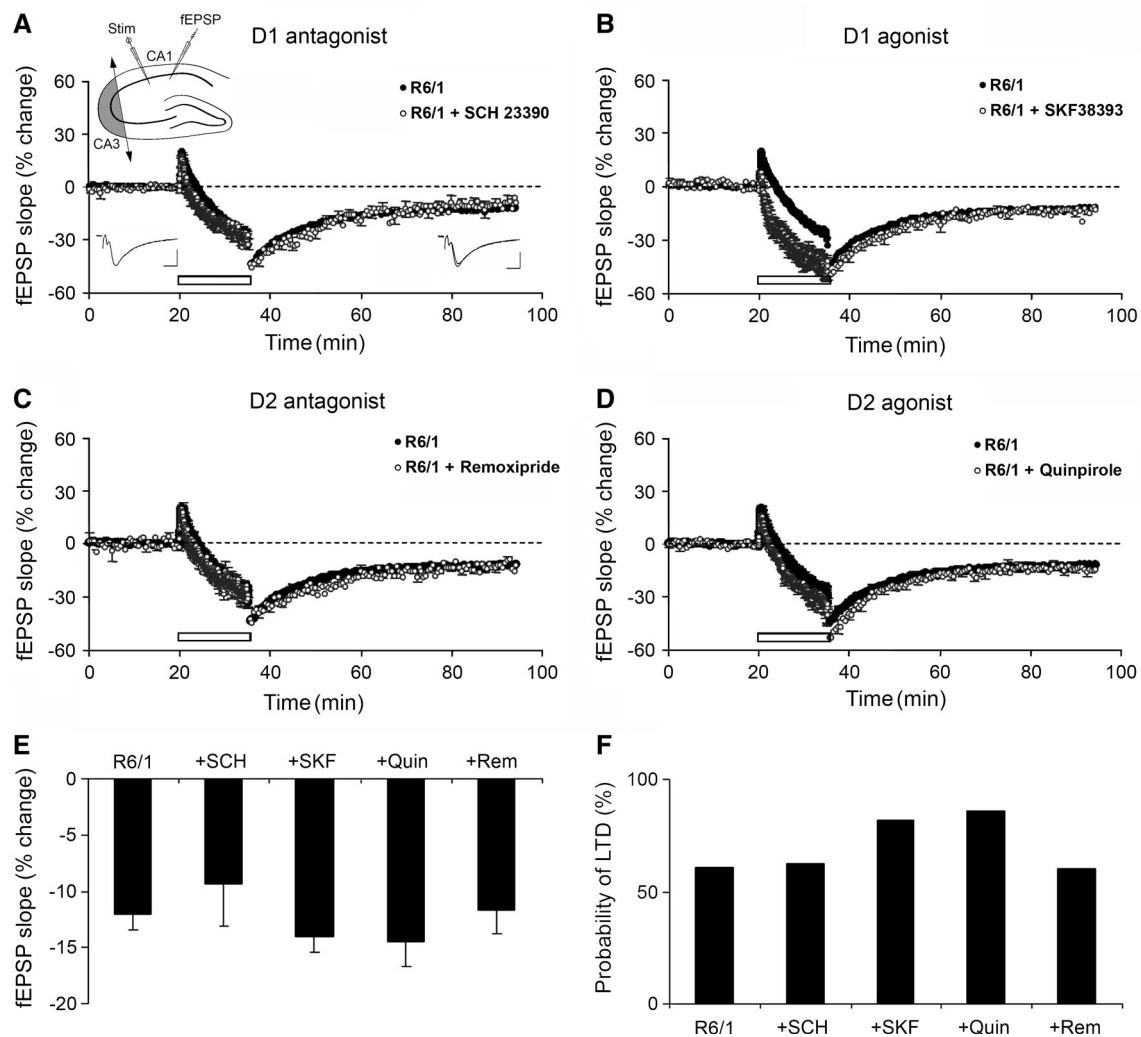 A
Stim
fEPSP
CA1
CA3
D1 antagonist
R6/1
R6/1 + SCH 23390
fEPSP slope (% change)
60
30
0
-30
-60
0 20 40 60 80 100
Time (min)
B
D1 agonist
R6/1
R6/1 + SKF38393
fEPSP slope (% change)
60
30
0
-30
-60
0 20 40 60 80 100
Time (min)
C
D2 antagonist
R6/1
R6/1 + Remoxipride
fEPSP slope (% change)
60
30
0
-30
-60
0 20 40 60 80 100
Time (min)
D
D2 agonist
R6/1
R6/1 + Quinpirole
fEPSP slope (% change)
60
30
0
-30
-60
0 20 40 60 80 100
Time (min)
E
R6/1 +SCH +SKF +Quin +Rem
fEPSP slope (% change)
0
-5
-10
-15
-20
F
Probability of LTD (%)
100
50
0
R6/1 +SCH +SKF +Quin +Rem